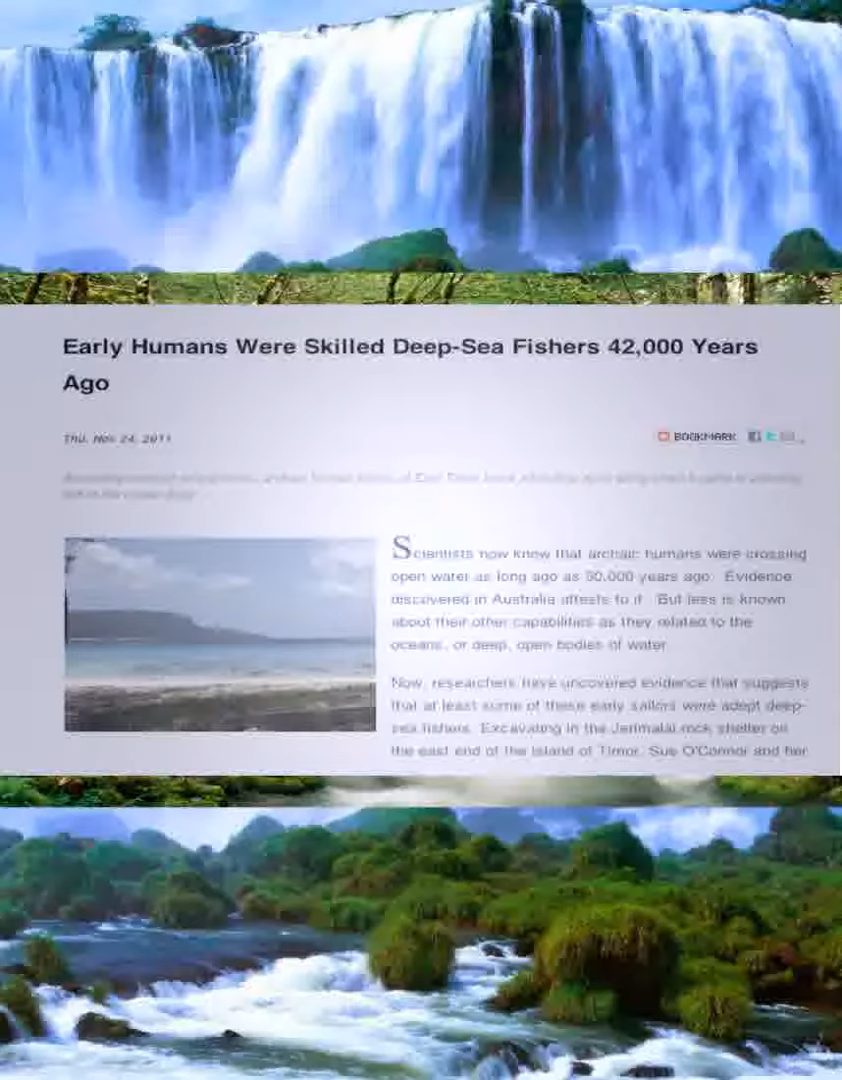 Early Humans Were Skilled Deep-Sea Fishers 42,000 Years
Ago
Thu, Nov 24, 2011
BOOKMARK
Scientists now know that archaic humans were crossing
open water as long ago as 50,000 years ago. Evidence
discovered in Australia attests to it. But less is known
about their other capabilities as they related to the
oceans, or deep, open bodies of water.
Now, researchers have uncovered evidence that suggests
that at least some of these early sailors were adept deep-
sea fishers. Excavating in the Jerimalai rock shelter on
the east end of the island of Timor, Sue O'Connor and her